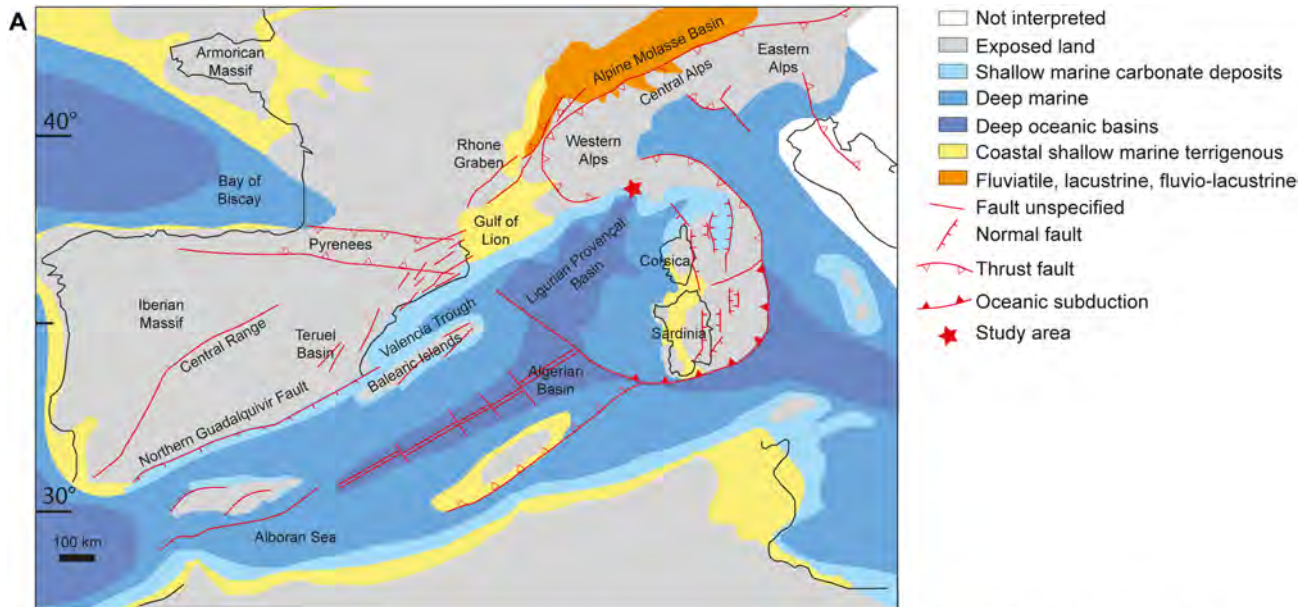 A
Armorican
Massif
Alpine Molasse Basin
Eastern
Alps
Central Alps
40°
Rhone
Graben
Western
Alps
Bay of
Biscay
Gulf of
Lion
Pyrenees
Ligurian Provençal
Basin
Corsica
Iberian
Massif
Central Range
Teruel
Basin
Valencia Trough
Balearic Islands
Sardinia
Algerian
Basin
Northern Guadalquivir Fault
30°
Alboran Sea
100 km
Not interpreted
Exposed land
Shallow marine carbonate deposits
Deep marine
Deep oceanic basins
Coastal shallow marine terrigenous
Fluviatile, lacustrine, fluvio-lacustrine
Fault unspecified
Normal fault
Thrust fault
Oceanic subduction
Study area